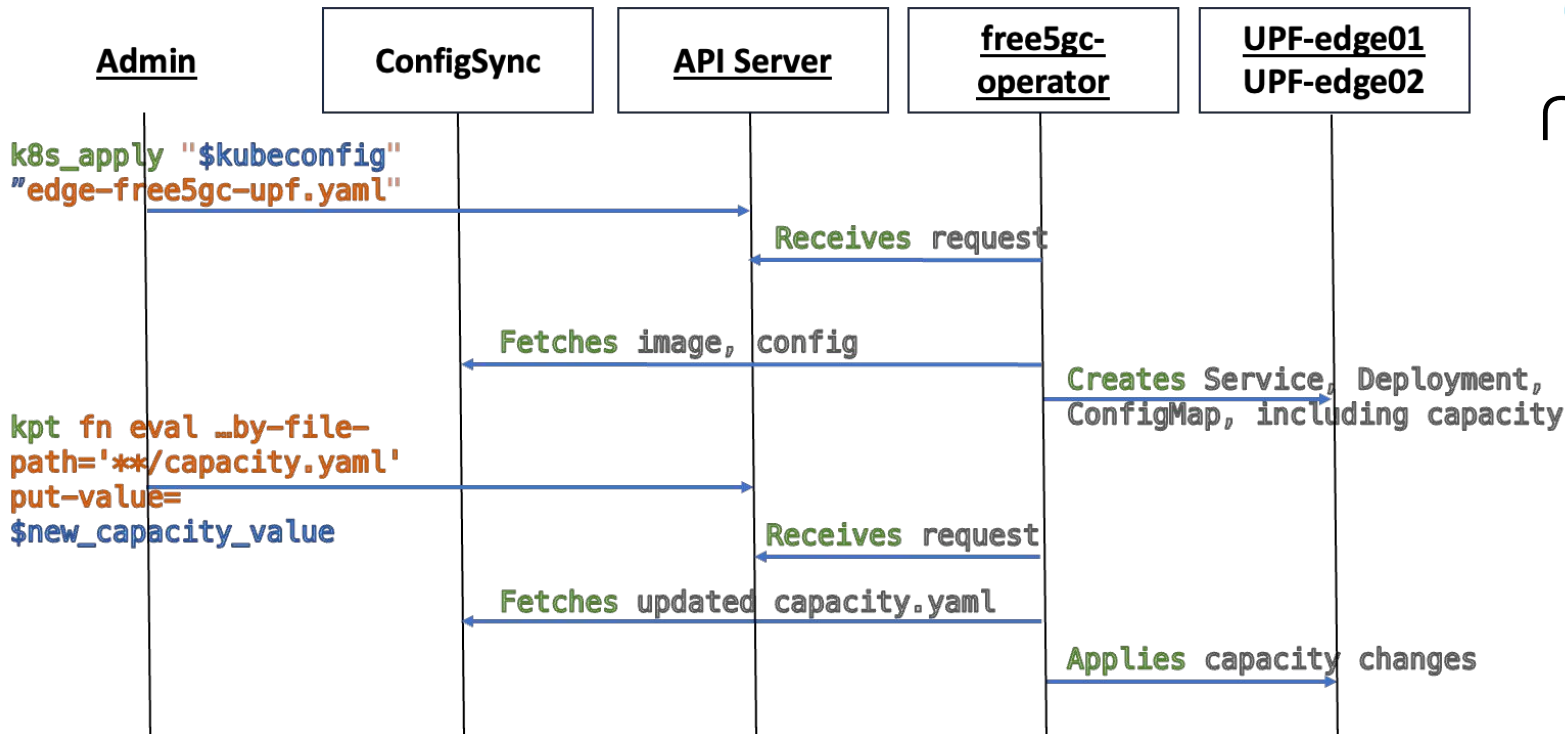 Admin
ConfigSync
API Server
free5gc-
operator
UPF-edge01
UPF-edge02
k8s_apply "$kubeconfig"
”edge-free5gc-upf.yaml"
Receives request
Fetches image, config
Creates Service, Deployment,
ConfigMap, including capacity
kpt fn eval …by-file-
path='**/capacity.yaml'
put-value=
$new_capacity_value
Receives request
Fetches updated capacity.yaml
Applies capacity changes